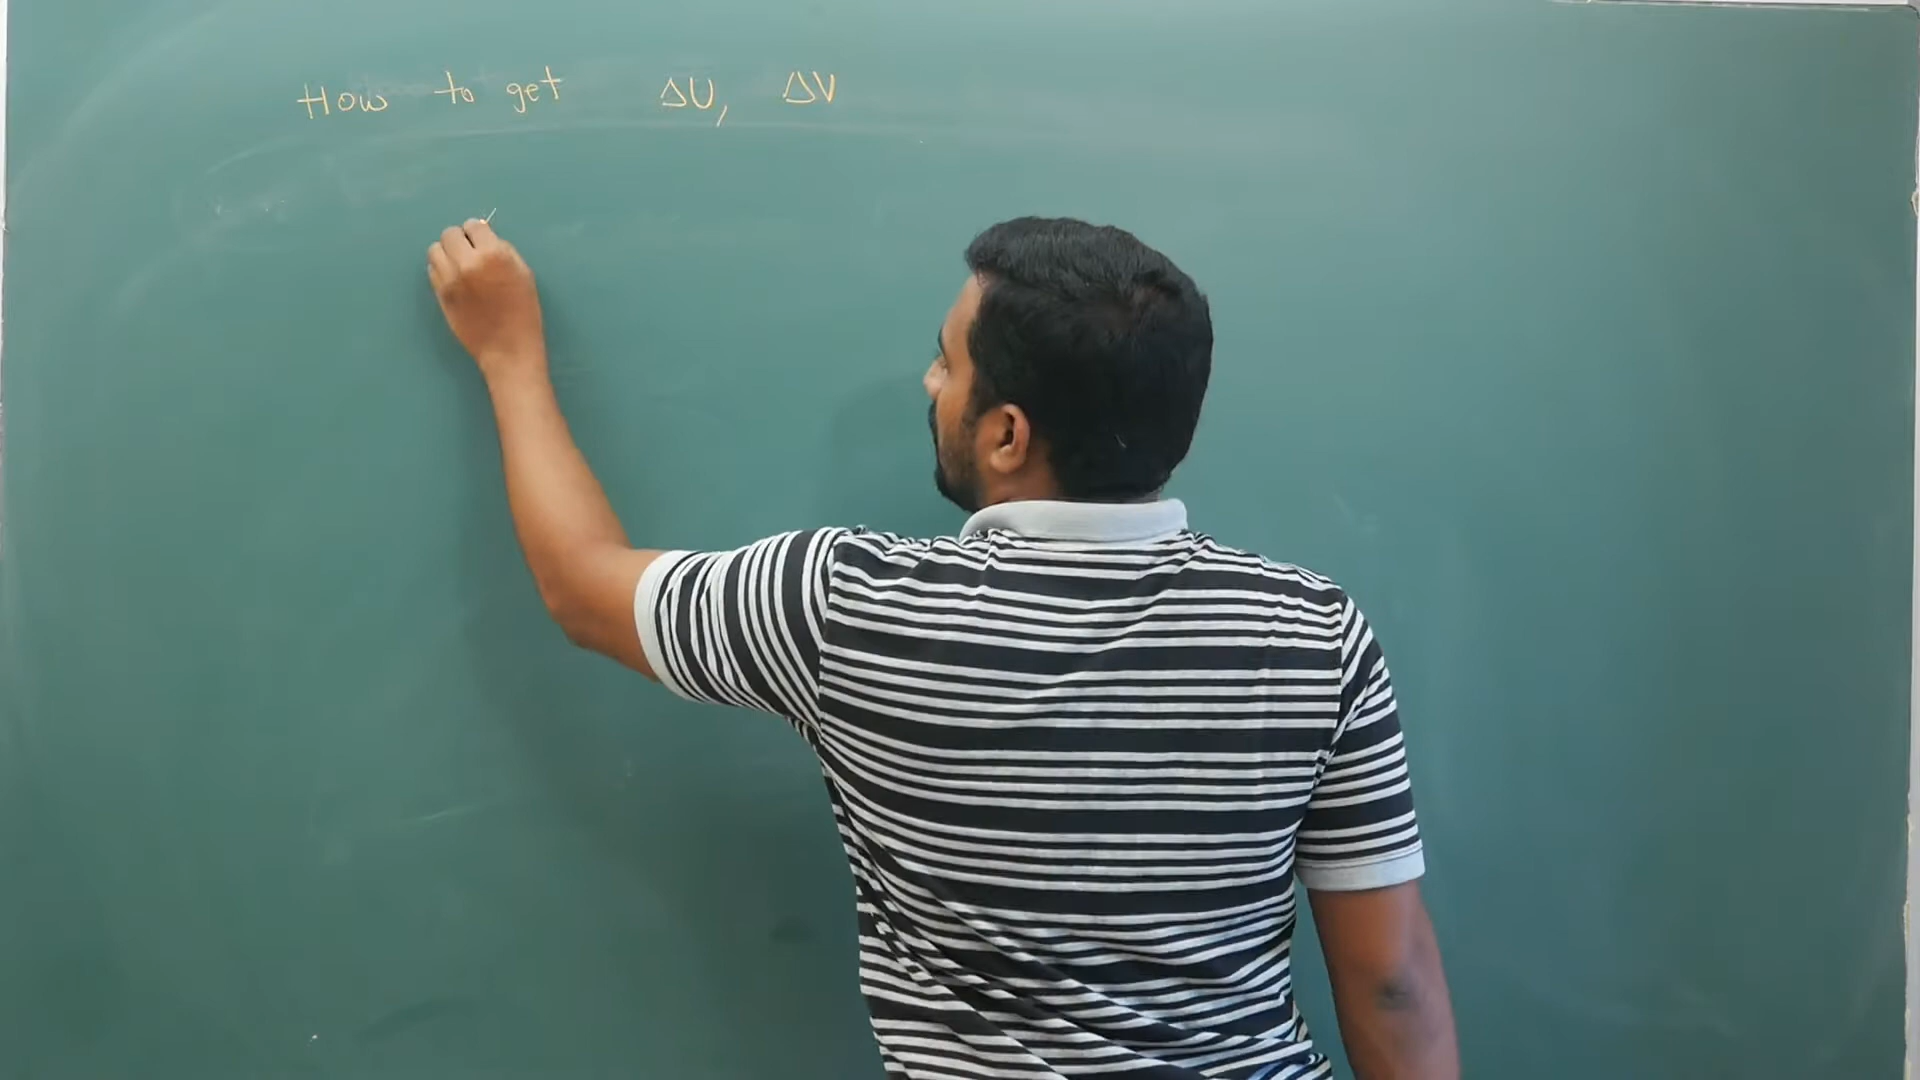 How to get ΔU, ΔV